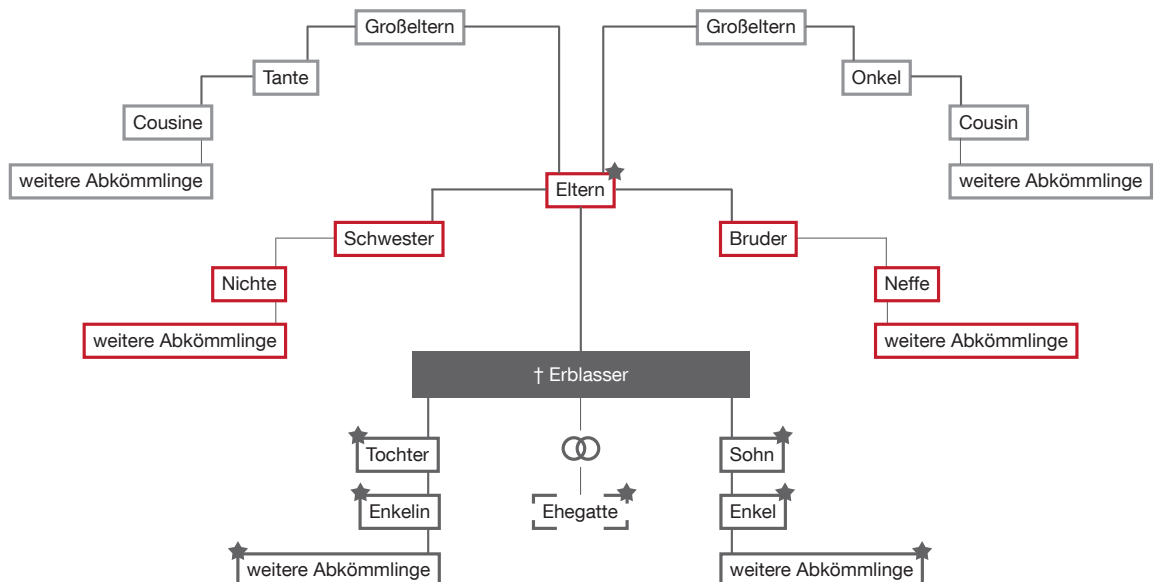 Großeltern
Großeltern
Tante
Onkel
Cousine
Cousin
weitere Abkömmlinge
Eltern
weitere Abkömmlinge
Schwester
Bruder
Nichte
Neffe
weitere Abkömmlinge
weitere Abkömmlinge
† Erblasser
Tochter
Sohn
Enkelin
Ehegatte
Enkel
weitere Abkömmlinge
weitere Abkömmlinge